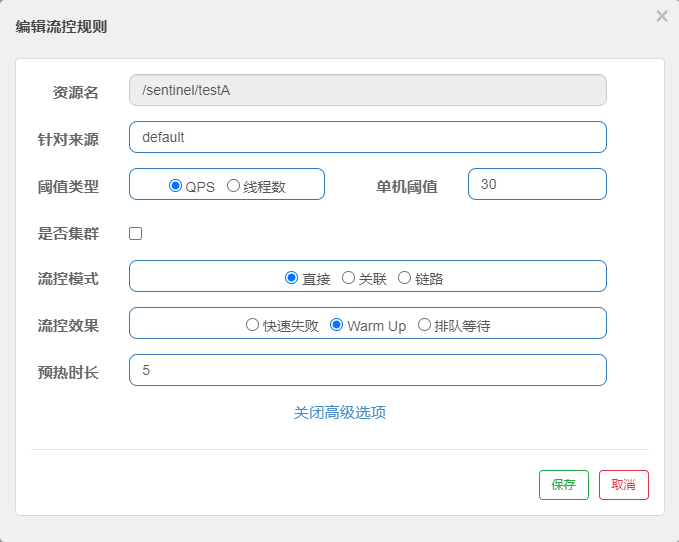 编辑流控规则 ×
资源名 /sentinel/testA
针对来源 default
阈值类型 QPS 线程数 单机阈值 30
是否集群
流控模式 直接 关联 链路
流控效果 快速失败 Warm Up 排队等待
预热时长 5
关闭高级选项
保存 取消